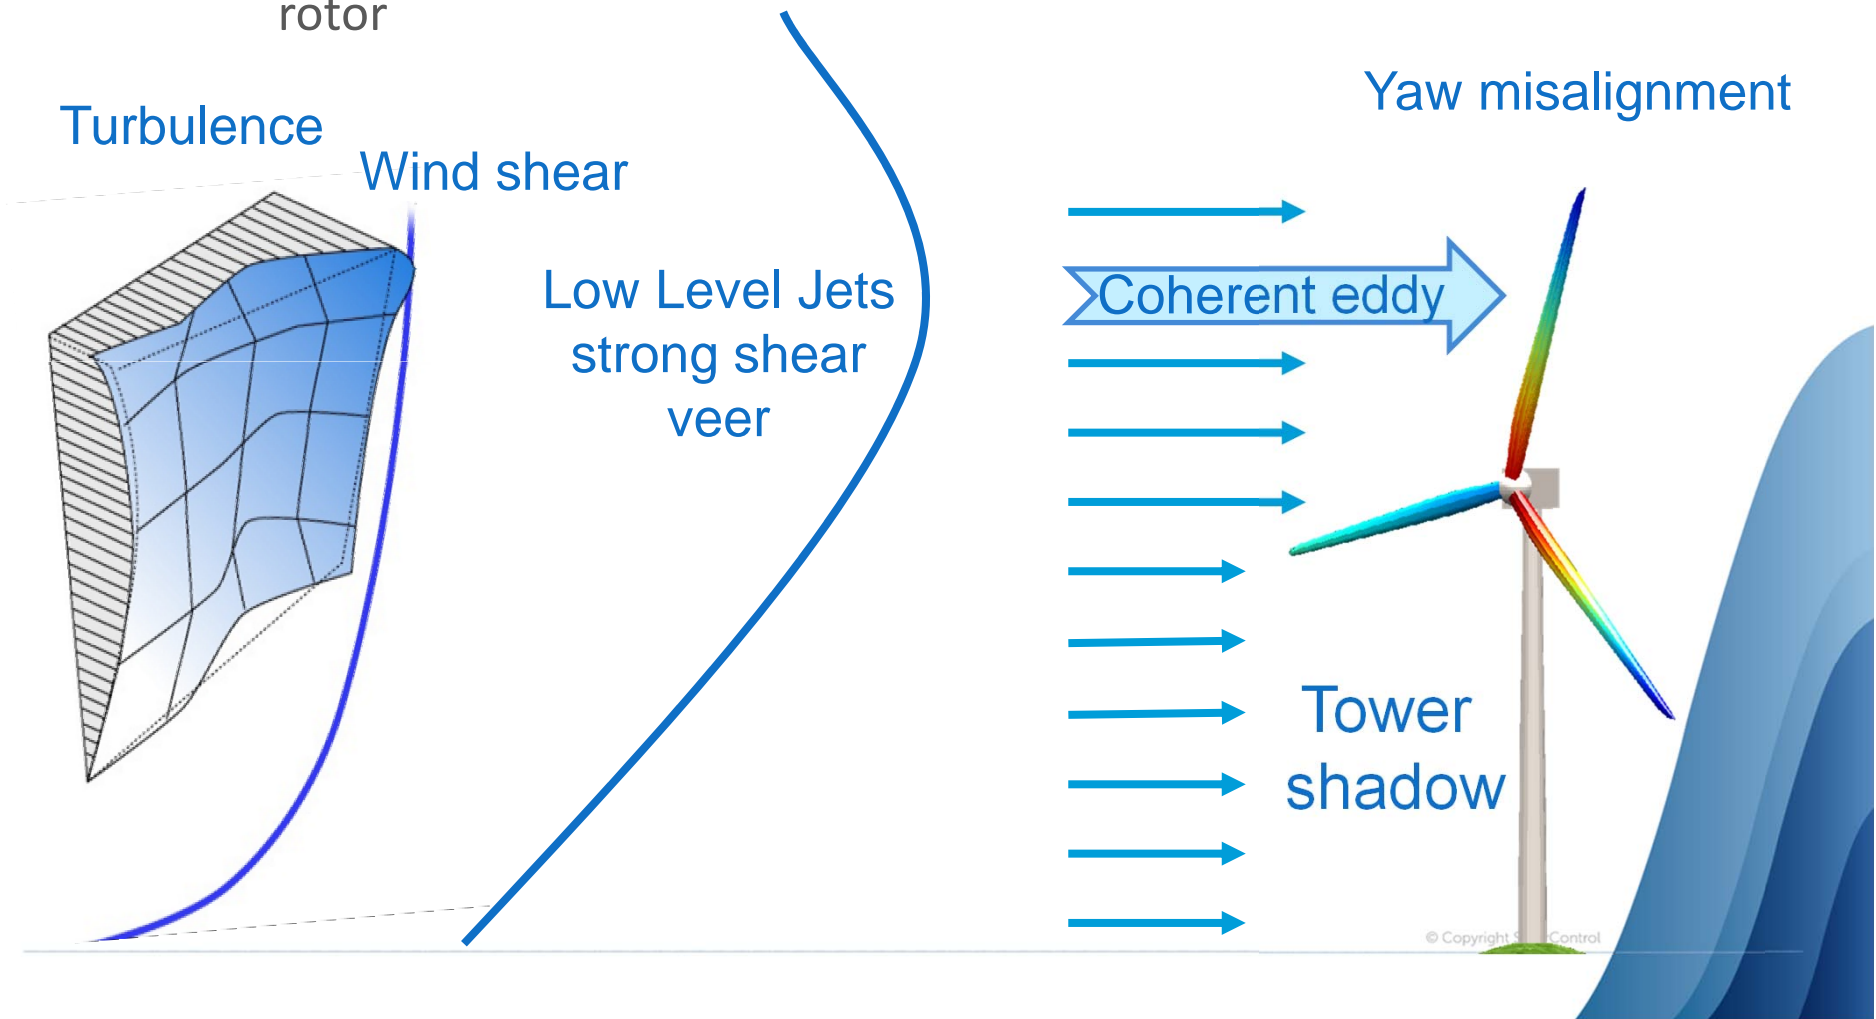 rotor
Yaw misalignment
Turbulence
Wind shear
Low Level Jets
strong shear
veer
Coherent eddy
Tower
shadow
© Copyright Control